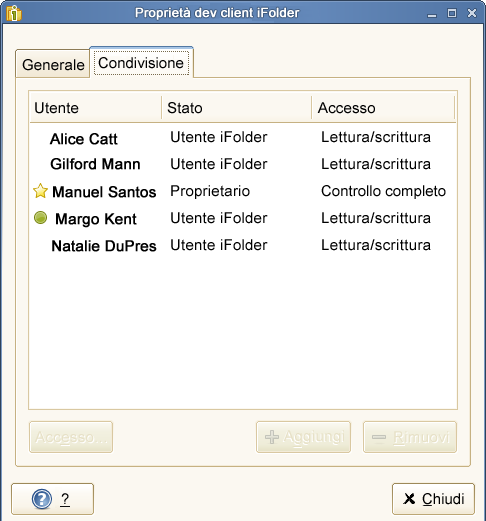 Proprietà dev client iFolder
Generale Condivisione
Utente Stato Accesso
Alice Catt Utente iFolder Lettura/scrittura
Gilford Mann Utente iFolder Lettura/scrittura
Manuel Santos Proprietario Controllo completo
Margo Kent Utente iFolder Lettura/scrittura
Natalie DuPres Utente iFolder Lettura/scrittura
Accesso... Aggiungi Rimuovi
? Chiudi